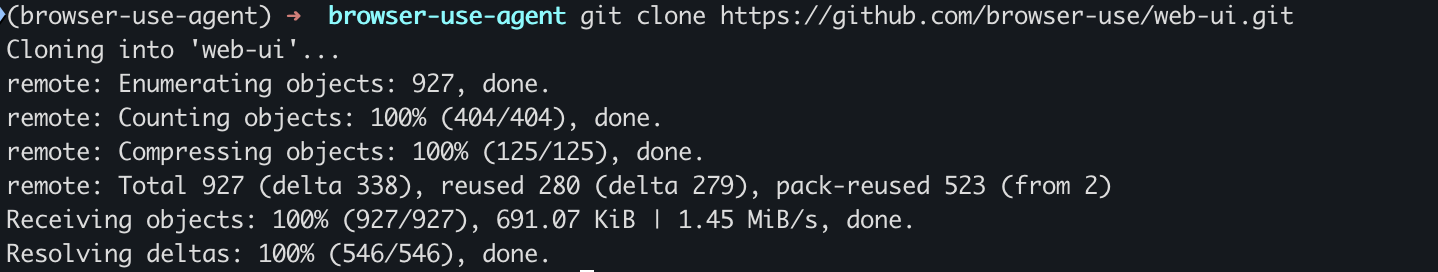 (browser-use-agent) → browser-use-agent git clone https://github.com/browser-use/web-ui.git
Cloning into 'web-ui'...
remote: Enumerating objects: 927, done.
remote: Counting objects: 100% (404/404), done.
remote: Compressing objects: 100% (125/125), done.
remote: Total 927 (delta 338), reused 280 (delta 279), pack-reused 523 (from 2)
Receiving objects: 100% (927/927), 691.07 KiB | 1.45 MiB/s, done.
Resolving deltas: 100% (546/546), done.